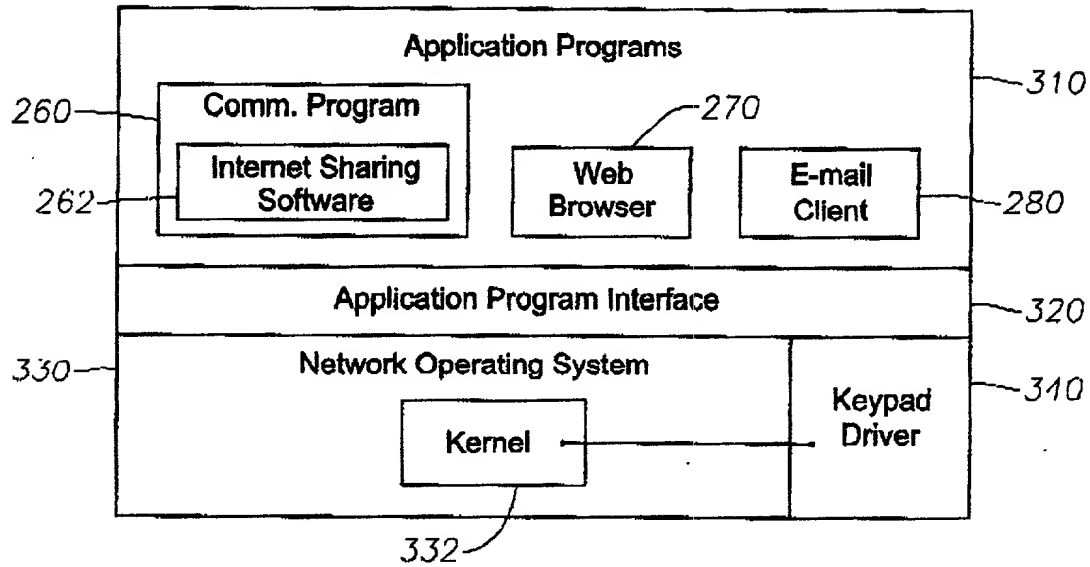 Application Programs
310
260
Comm. Program
270
Internet Sharing
Software
262
Web
Browser
E-mail
Client
280
Application Program Interface
320
330
Network Operating System
340
Keypad
Driver
Kernel
332